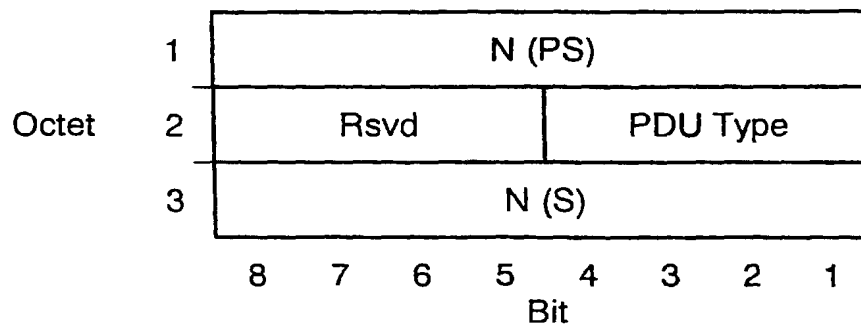 1 N (PS)
Octet 2 Rsvd PDU Type
3 N (S)
8 7 6 5 4 3 2 1
Bit